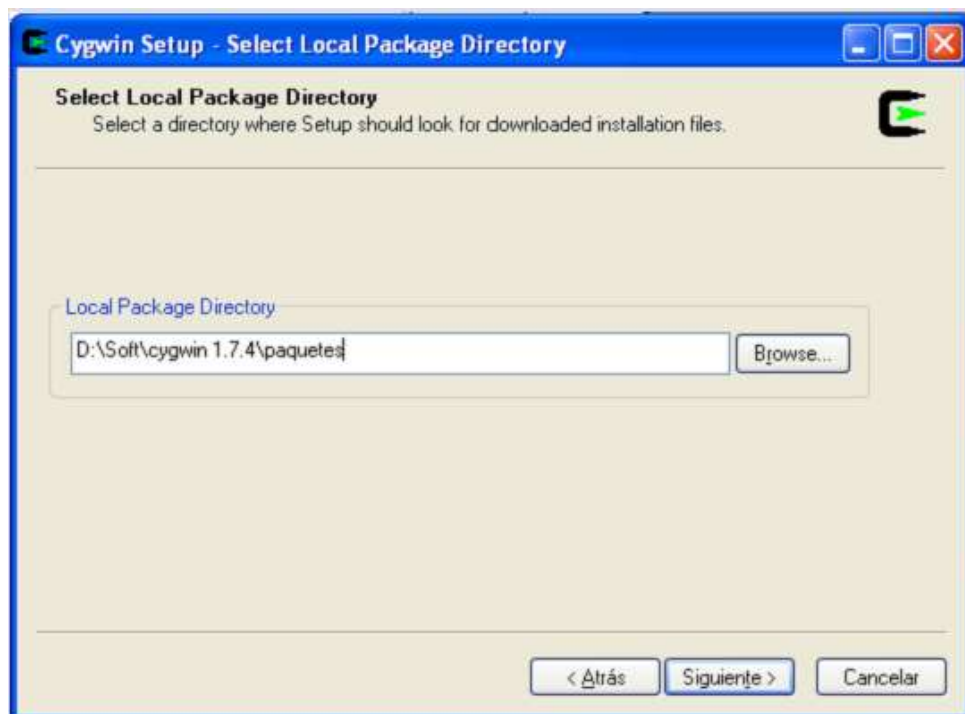 Cygwin Setup - Select Local Package Directory
Select Local Package Directory
Select a directory where Setup should look for downloaded installation files.
Local Package Directory
D:\Soft\cygwin 1.7.4\paquetes
Browse...
< Atrás
Siguiente >
Cancelar